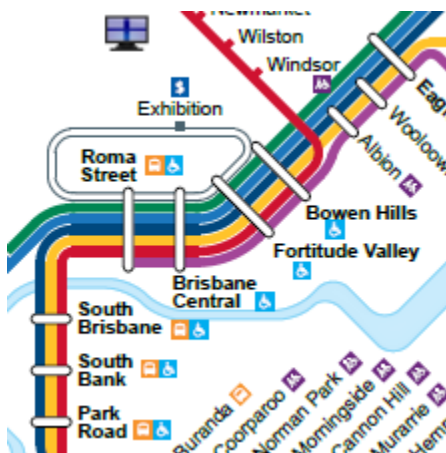 Wilston
Windsor
$
Exhibition
Roma
Street
Albion
Bowen Hills
Fortitude Valley
Brisbane
Central
South
Brisbane
South
Bank
Park
Road
Buranda
Coorparoo
Norman Park
Morningside
Cannon Hill
Murarrie